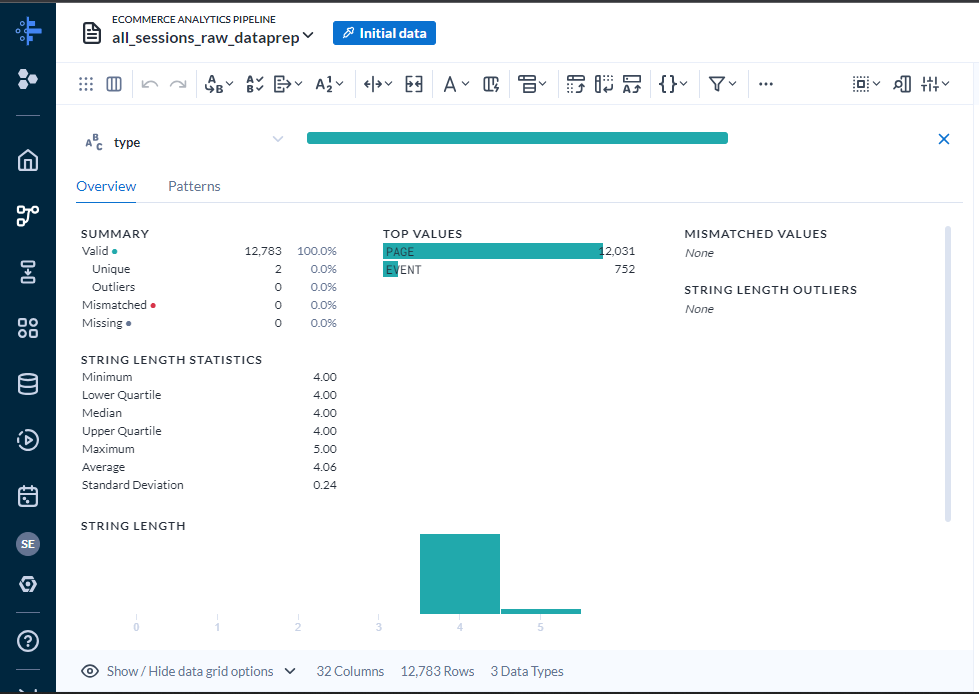 ECOMMERCE ANALYTICS PIPELINE
all_sessions_raw_dataprep
Initial data
type
Overview Patterns
SUMMARY
Valid 12,783 100.0%
Unique 2 0.0%
Outliers 0 0.0%
Mismatched 0 0.0%
Missing 0 0.0%
TOP VALUES
PAGE 12,031
EVENT 752
MISMATCHED VALUES
None
STRING LENGTH OUTLIERS
None
STRING LENGTH STATISTICS
Minimum 4.00
Lower Quartile 4.00
Median 4.00
Upper Quartile 4.00
Maximum 5.00
Average 4.06
Standard Deviation 0.24
STRING LENGTH
0 1 2 3 4 5
SE
Show / Hide data grid options 32 Columns 12,783 Rows 3 Data Types